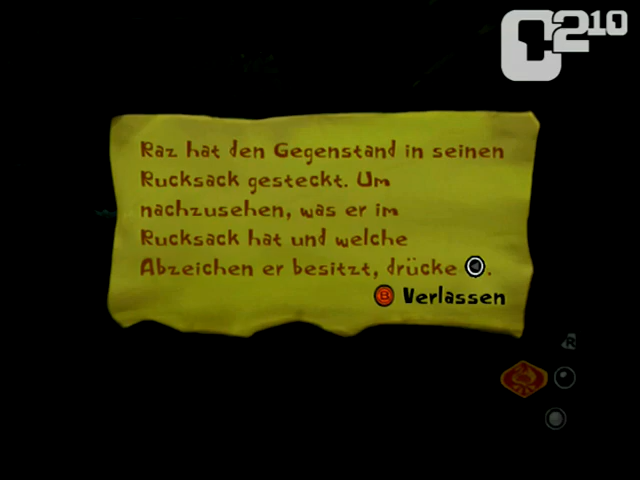 C210
Raz hat den Gegenstand in seinen
Rucksack gesteckt. Um
nachzusehen, was er im
Rucksack hat und welche
Abzeichen er besitzt, drücke .
B Verlassen
R